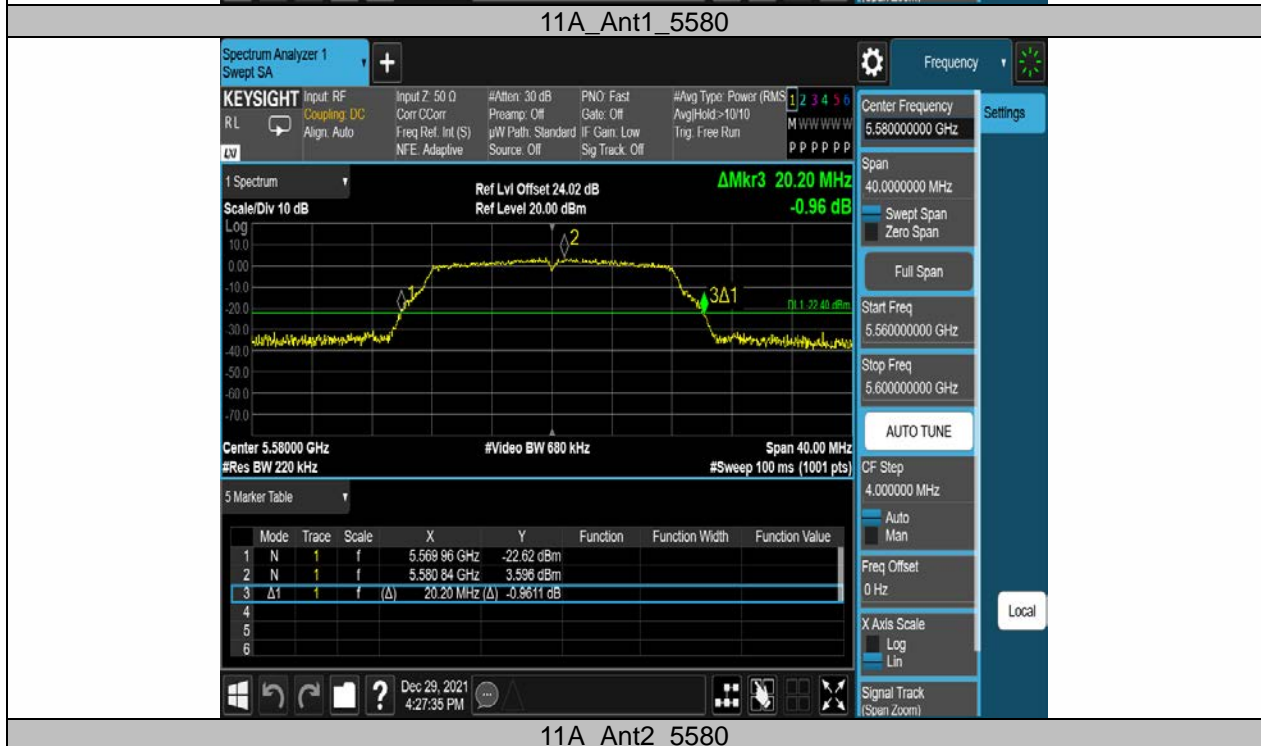 11A_Ant1_5580
Spectrum Analyzer 1
Swept SA
+
Frequency
KEYSIGHT
RL
LXI
Input: RF
Coupling: DC
Align: Auto
Input Z: 50 Ω
Corr CCorr
Freq Ref: Int (S)
NFE: Adaptive
#Atten: 30 dB
Preamp: Off
µW Path: Standard
Source: Off
PNO: Fast
Gate: Off
IF Gain: Low
Sig Track: Off
#Avg Type: Power (RMS
Avg|Hold:>10/10
Trig: Free Run
1 2 3 4 5 6
M W W W W W
P P P P P P
Center Frequency
5.580000000 GHz
Settings
Span
40.0000000 MHz
Swept Span
Zero Span
Full Span
Start Freq
5.560000000 GHz
Stop Freq
5.600000000 GHz
AUTO TUNE
CF Step
4.000000 MHz
Auto
Man
Freq Offset
0 Hz
X Axis Scale
Log
Lin
Signal Track
(Span Zoom)
Local
1 Spectrum
Scale/Div 10 dB
Ref Lvl Offset 24.02 dB
Ref Level 20.00 dBm
ΔMkr3 20.20 MHz
-0.96 dB
Log
10.0
0.00
-10.0
-20.0
-30.0
-40.0
-50.0
-60.0
-70.0
1
2
3Δ1
DL1 -22.40 dBm
Center 5.58000 GHz
#Video BW 680 kHz
Span 40.00 MHz
#Res BW 220 kHz
#Sweep 100 ms (1001 pts)
5 Marker Table
Mode Trace Scale X Y Function Function Width Function Value
1 N 1 f 5.569 96 GHz -22.62 dBm
2 N 1 f 5.580 84 GHz 3.596 dBm
3 Δ1 1 f (Δ) 20.20 MHz (Δ) -0.9611 dB
4
5
6
?
Dec 29, 2021
4:27:35 PM
11A_Ant2_5580